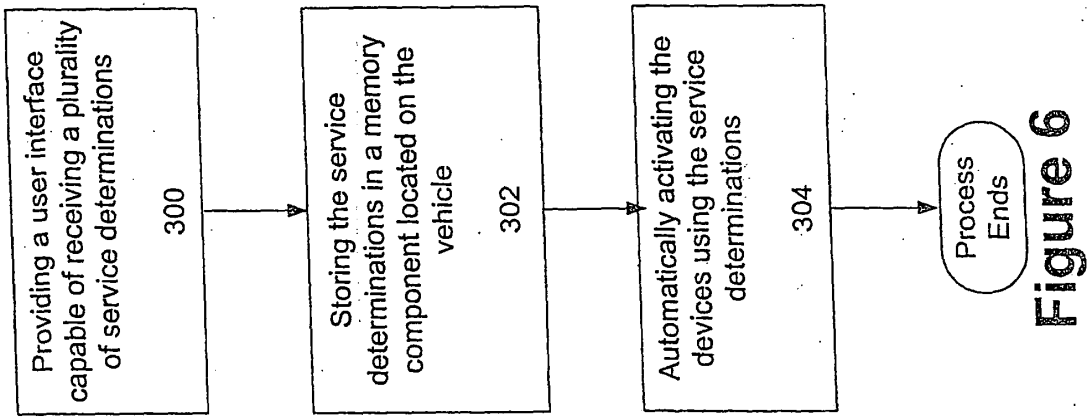 Providing a user interface
capable of receiving a plurality
of service determinations
300
Storing the service
determinations in a memory
component located on the
vehicle
302
Automatically activating the
devices using the service
determinations
304
Process
Ends
Figure 6